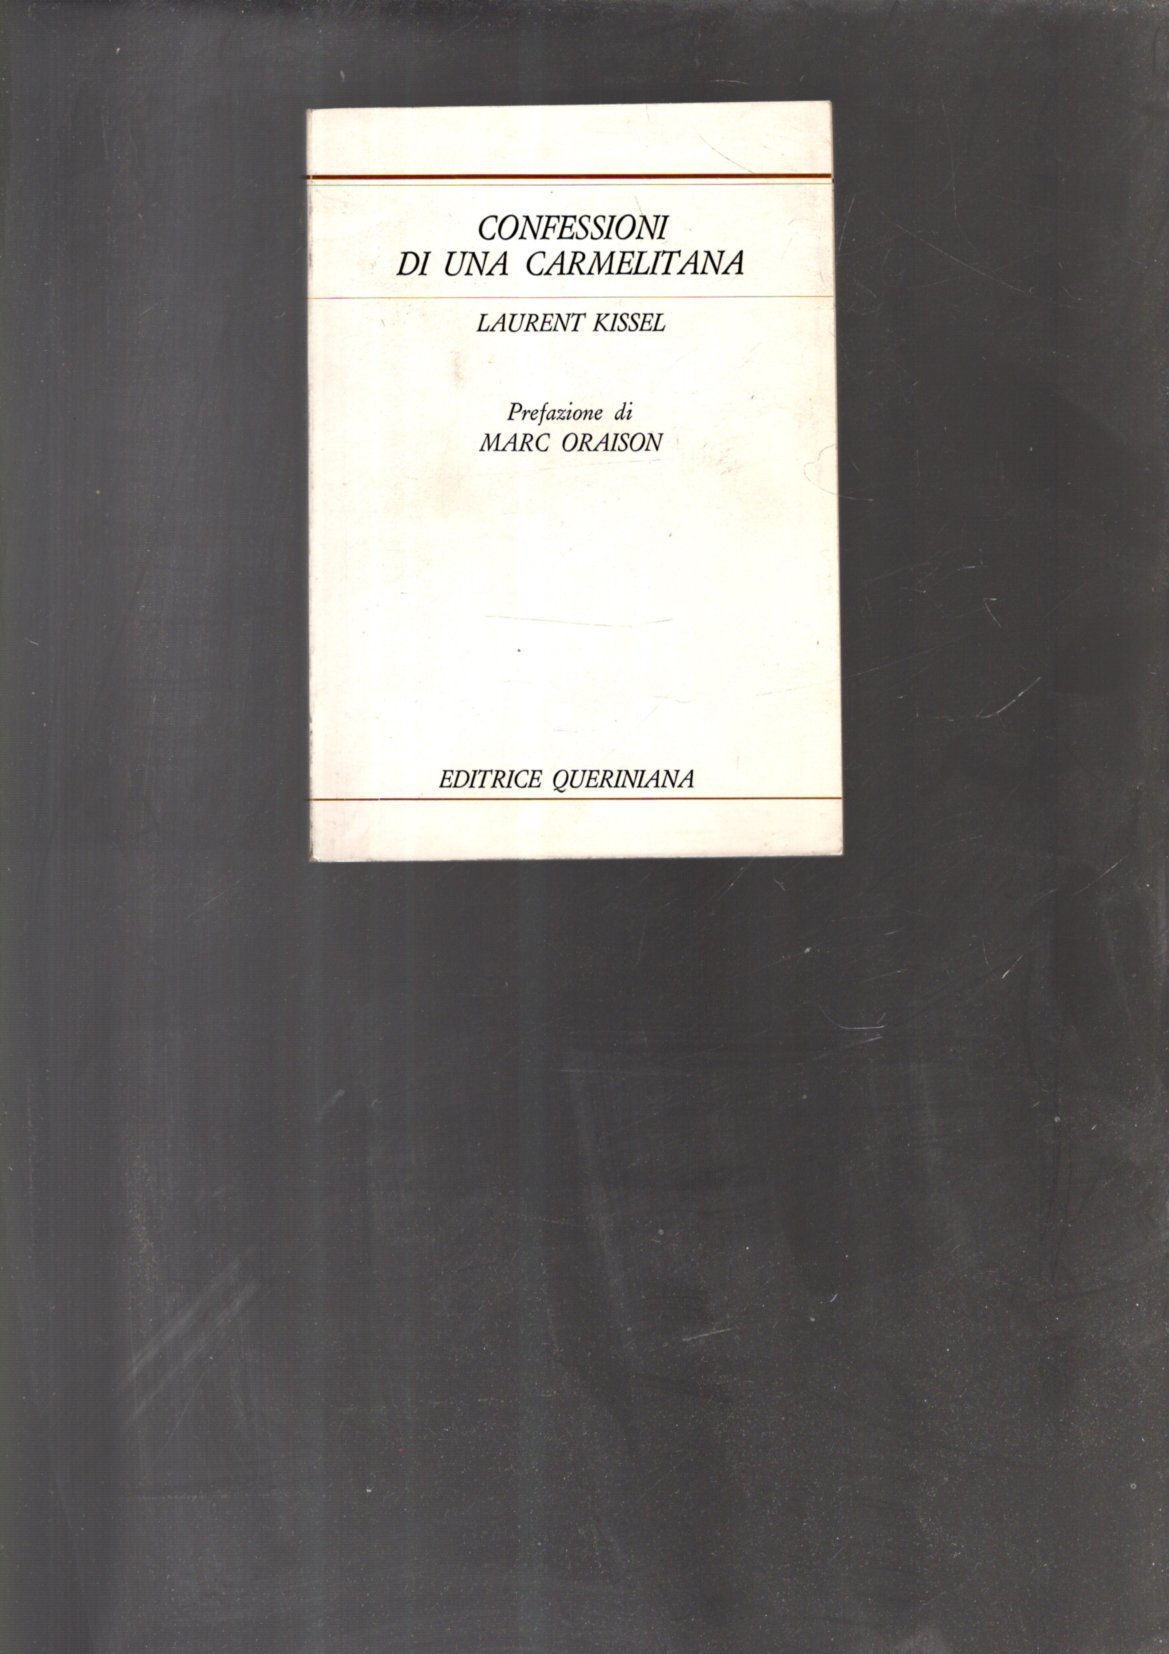 CONFESSIONI
DI UNA CARMELITANA
LAURENT KISSEL
Prefazione di
MARC ORAISON
EDITRICE QUERINIANA